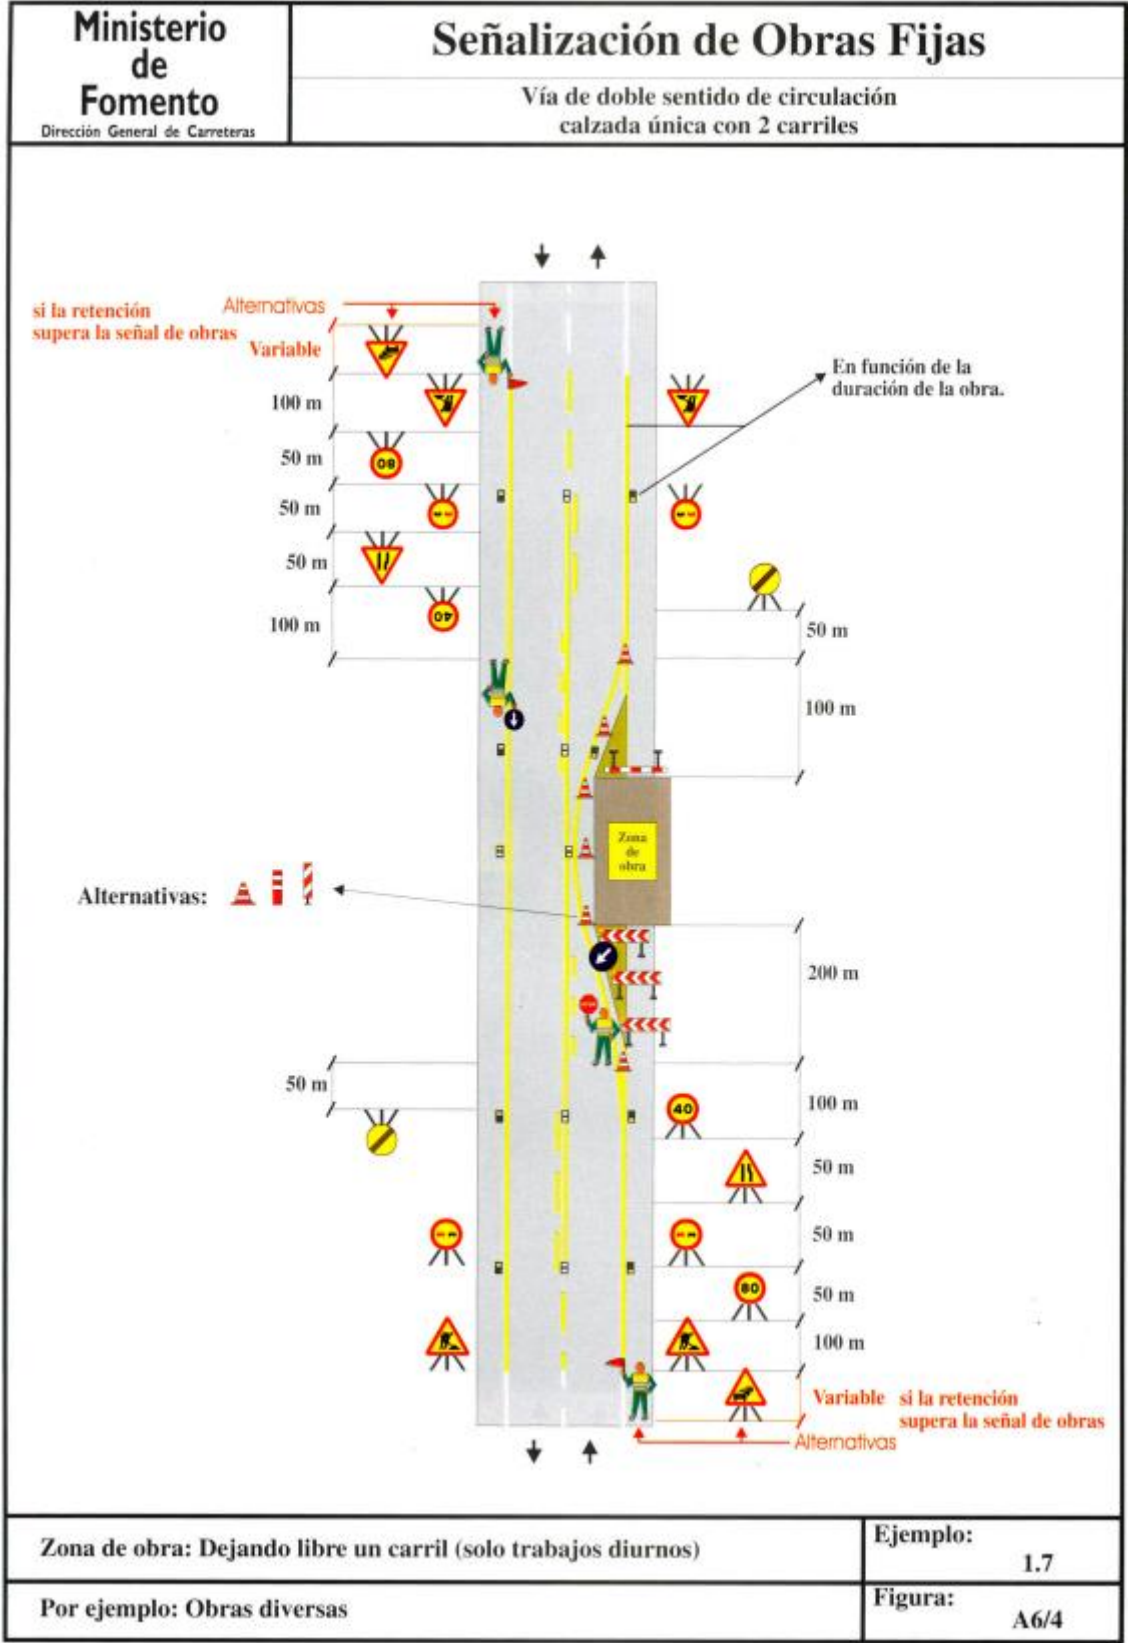 Ministerio
de
Fomento
Dirección General de Carreteras
Señalización de Obras Fijas
Vía de doble sentido de circulación
calzada única con 2 carriles
si la retención
supera la señal de obras
Alternativas
Variable
100 m
50 m
50 m
50 m
100 m
80
40
En función de la
duración de la obra.
50 m
100 m
Zona
de
obra
Alternativas:
200 m
STOP
50 m
100 m
40
50 m
50 m
50 m
80
100 m
Variable si la retención
supera la señal de obras
Alternativas
Zona de obra: Dejando libre un carril (solo trabajos diurnos)
Ejemplo:
1.7
Por ejemplo: Obras diversas
Figura:
A6/4